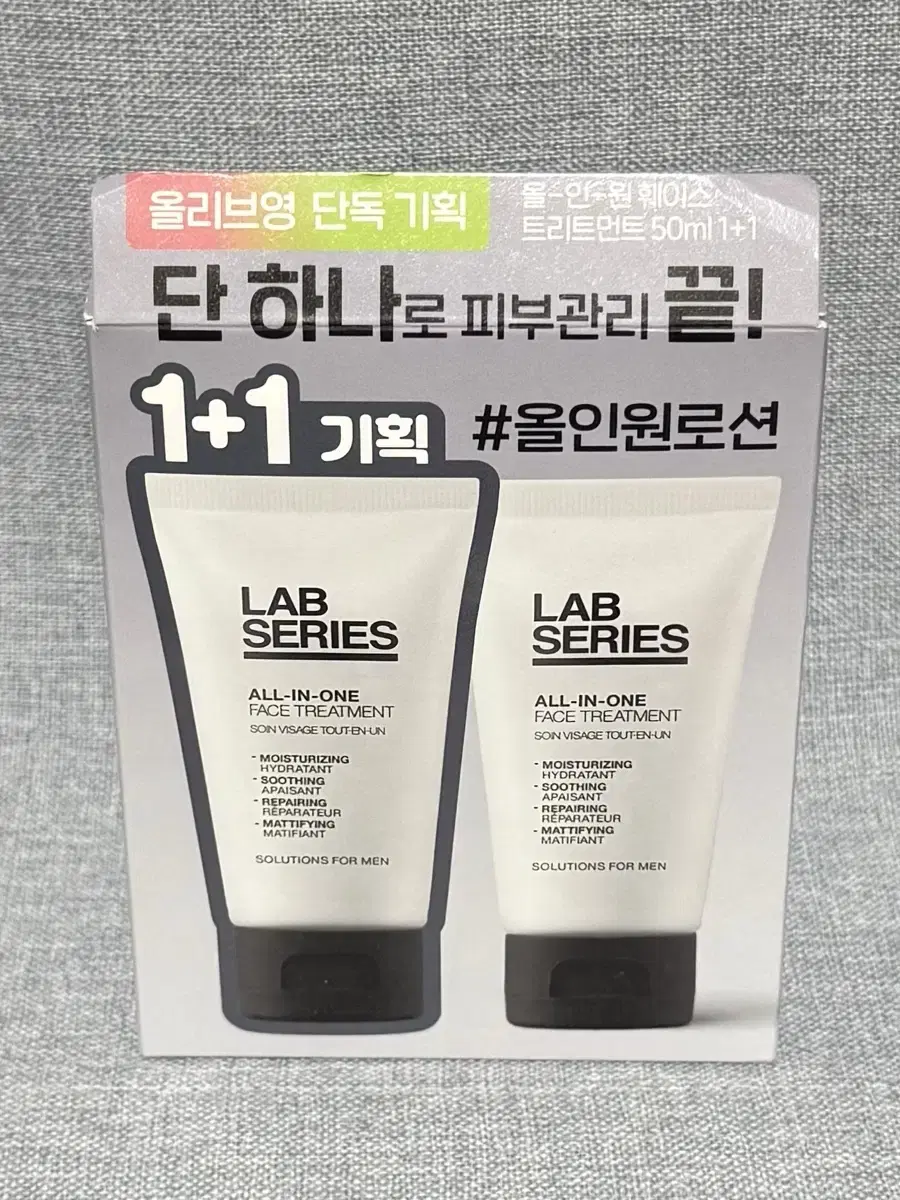 올리브영 단독 기획
올-인-원 훼이스
트리트먼트 50ml 1+1
단 하나로 피부관리 끝!
1+1 기획
#올인원로션
LAB
SERIES
ALL-IN-ONE
FACE TREATMENT
SOIN VISAGE TOUT-EN-UN
- MOISTURIZING
HYDRATANT
- SOOTHING
APAISANT
- REPAIRING
RÉPARATEUR
- MATTIFYING
MATIFIANT
SOLUTIONS FOR MEN
LAB
SERIES
ALL-IN-ONE
FACE TREATMENT
SOIN VISAGE TOUT-EN-UN
- MOISTURIZING
HYDRATANT
- SOOTHING
APAISANT
- REPAIRING
RÉPARATEUR
- MATTIFYING
MATIFIANT
SOLUTIONS FOR MEN